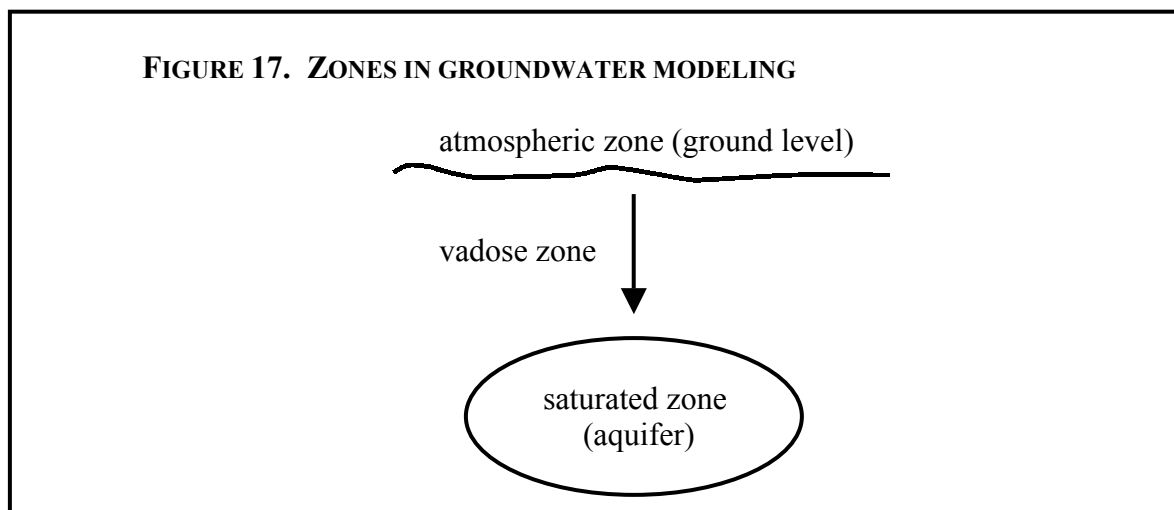 FIGURE 17. ZONES IN GROUNDWATER MODELING
atmospheric zone (ground level)
vadose zone
saturated zone
(aquifer)